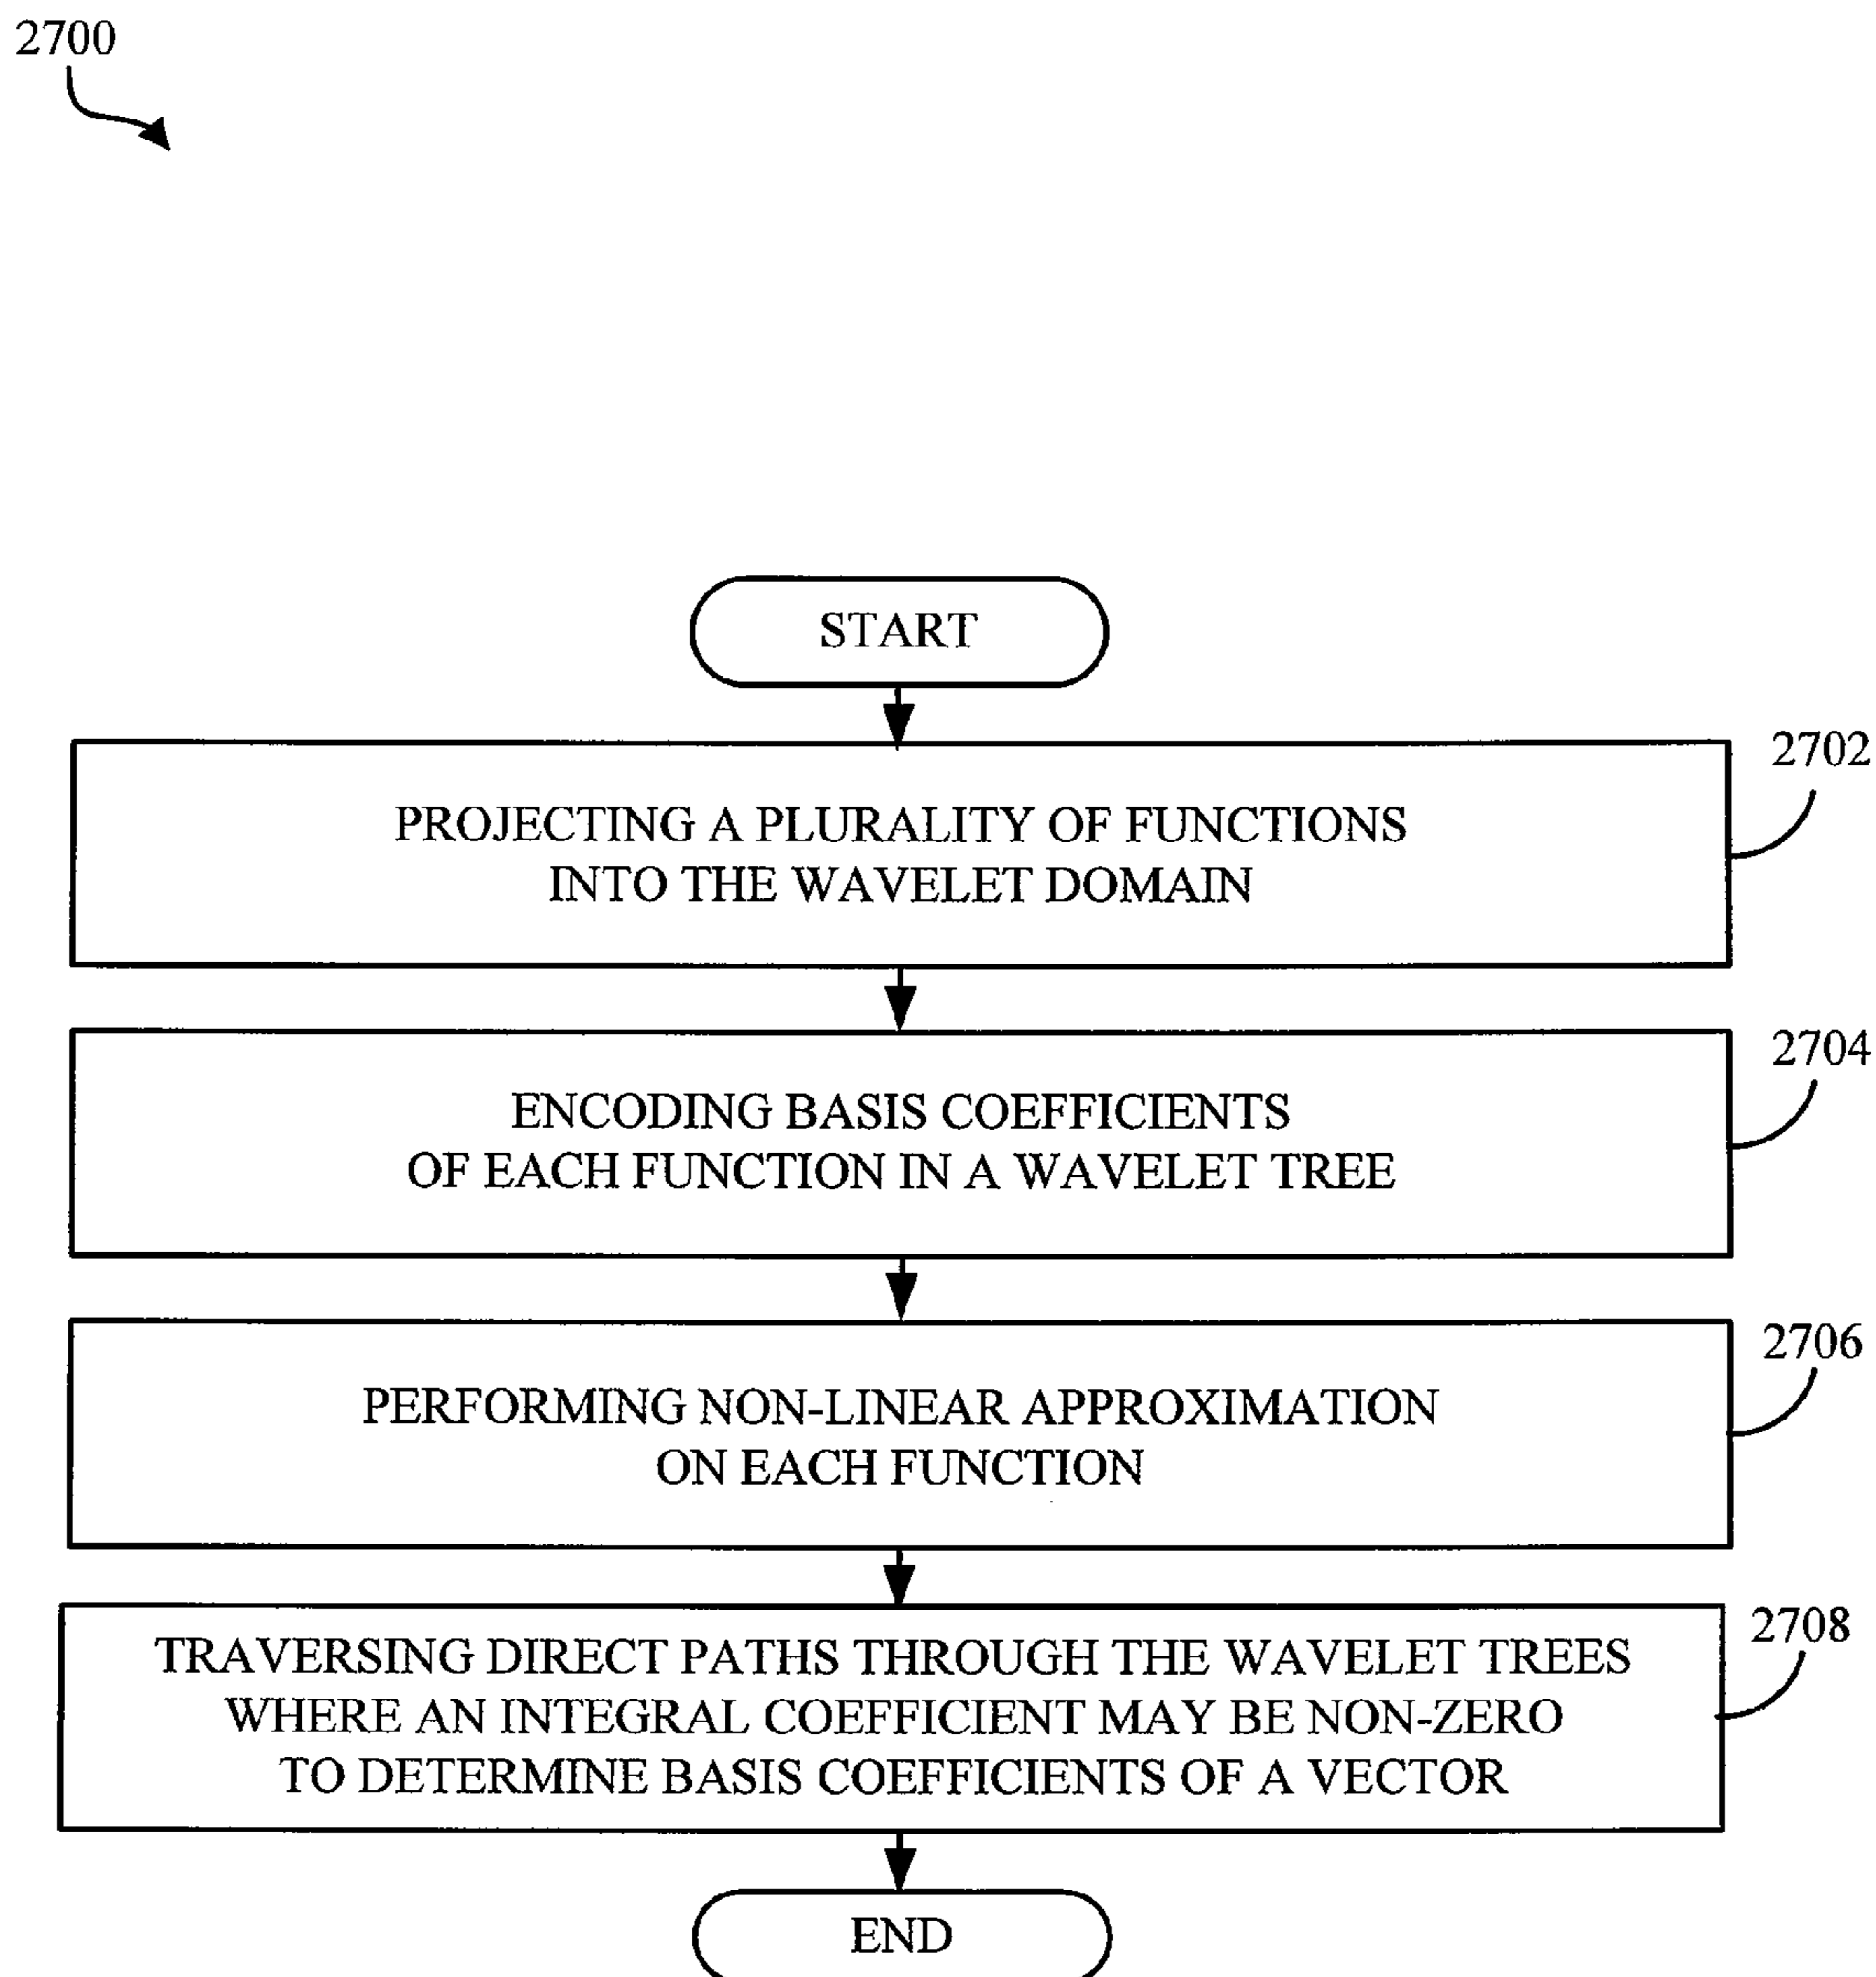 2700
START
2702
PROJECTING A PLURALITY OF FUNCTIONS
INTO THE WAVELET DOMAIN
2704
ENCODING BASIS COEFFICIENTS
OF EACH FUNCTION IN A WAVELET TREE
2706
PERFORMING NON-LINEAR APPROXIMATION
ON EACH FUNCTION
2708
TRAVERSING DIRECT PATHS THROUGH THE WAVELET TREES
WHERE AN INTEGRAL COEFFICIENT MAY BE NON-ZERO
TO DETERMINE BASIS COEFFICIENTS OF A VECTOR
END